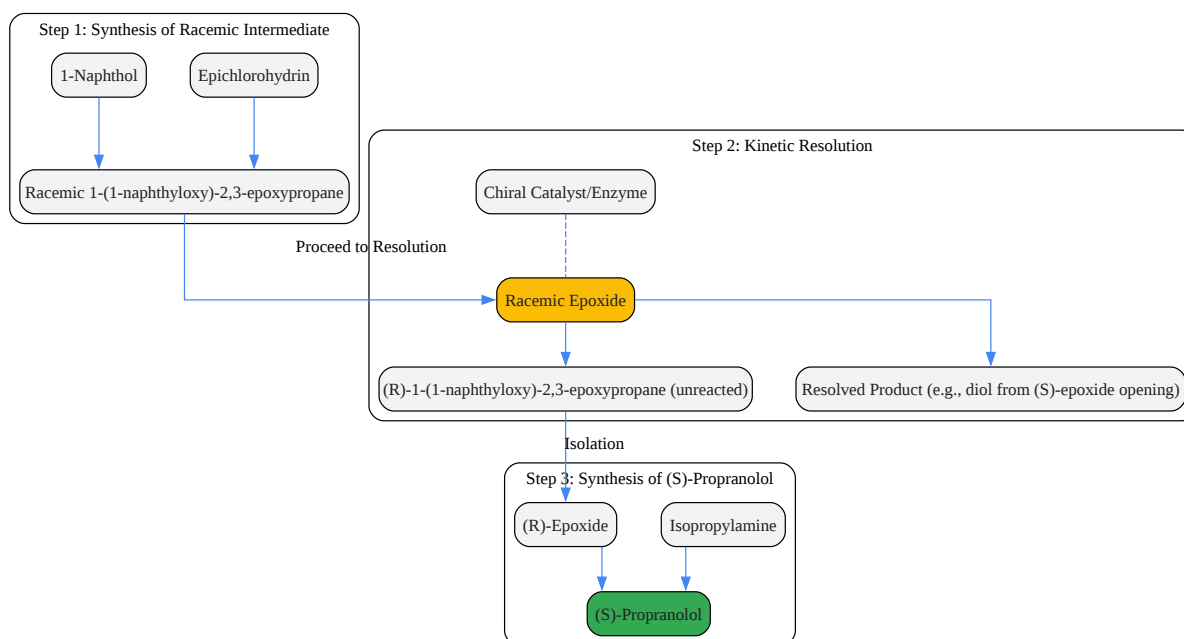 Step 1: Synthesis of Racemic Intermediate
1-Naphthol
Epichlorohydrin
Racemic 1-(1-naphthyloxy)-2,3-epoxypropane
Step 2: Kinetic Resolution
Chiral Catalyst/Enzyme
Proceed to Resolution
Racemic Epoxide
(R)-1-(1-naphthyloxy)-2,3-epoxypropane (unreacted)
Resolved Product (e.g., diol from (S)-epoxide opening)
Isolation
Step 3: Synthesis of (S)-Propranolol
(R)-Epoxide
Isopropylamine
(S)-Propranolol